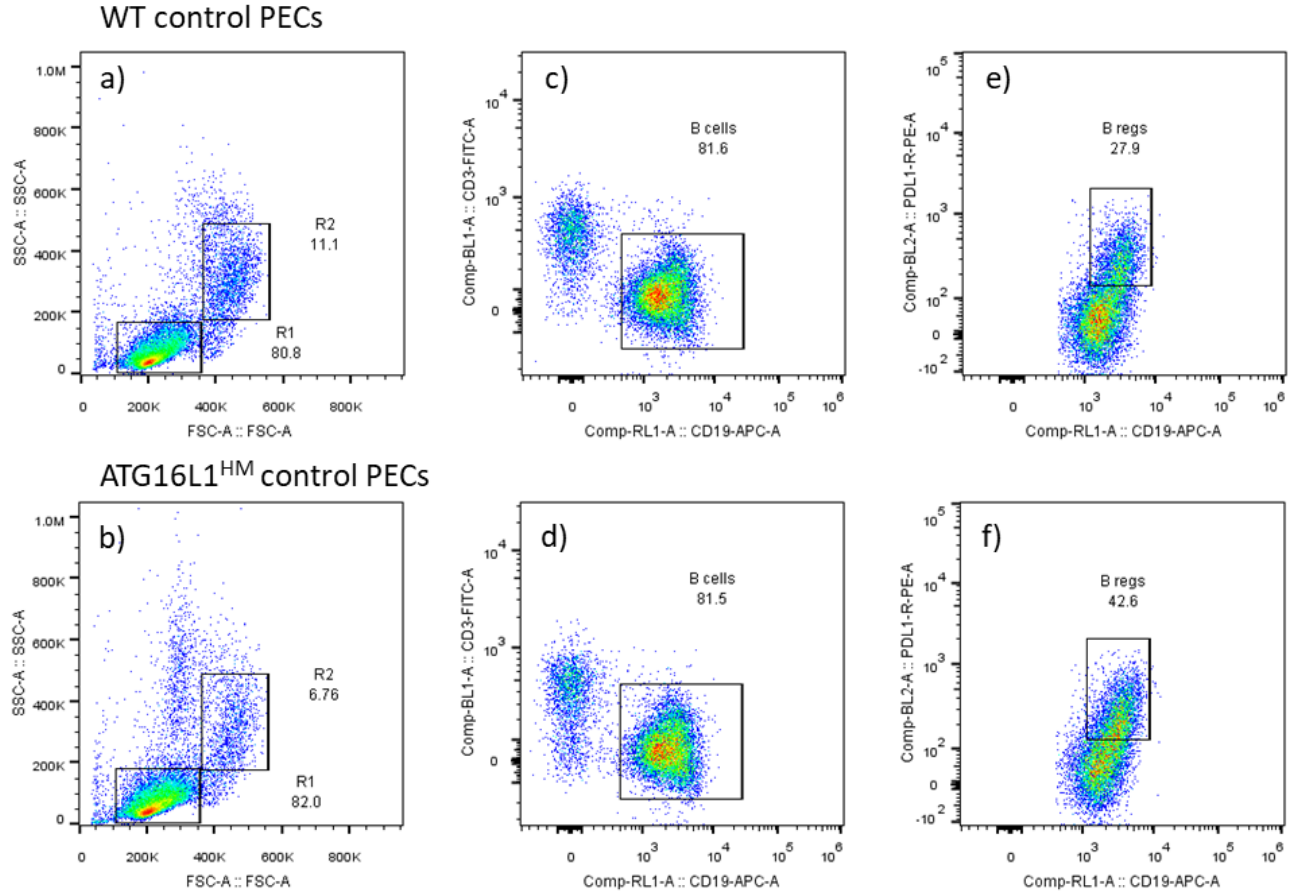 WT control PECs
a)
1.0M
800K
600K
400K
200K
0
SSC-A :: SSC-A
R2
11.1
R1
80.8
0 200K 400K 600K 800K
FSC-A :: FSC-A
c)
B cells
81.6
10^4
10^3
0
Comp-BL1-A :: CD3-FITC-A
0 10^3 10^4 10^5 10^6
Comp-RL1-A :: CD19-APC-A
e)
B regs
27.9
10^5
10^4
10^3
10^2
0
-10^2
Comp-BL2-A :: PDL1-R-PE-A
0 10^3 10^4 10^5 10^6
Comp-RL1-A :: CD19-APC-A
ATG16L1^HM control PECs
b)
1.0M
800K
600K
400K
200K
0
SSC-A :: SSC-A
R2
6.76
R1
82.0
0 200K 400K 600K 800K
FSC-A :: FSC-A
d)
B cells
81.5
10^4
10^3
0
Comp-BL1-A :: CD3-FITC-A
0 10^3 10^4 10^5 10^6
Comp-RL1-A :: CD19-APC-A
f)
B regs
42.6
10^5
10^4
10^3
10^2
0
-10^2
Comp-BL2-A :: PDL1-R-PE-A
0 10^3 10^4 10^5 10^6
Comp-RL1-A :: CD19-APC-A